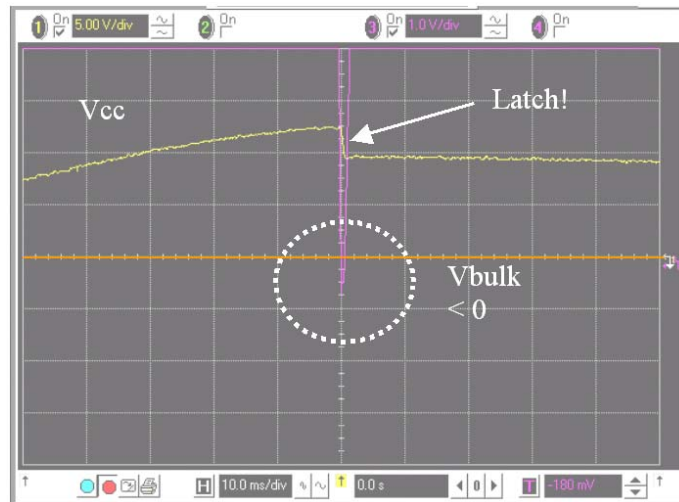 On On On On
1 5.00 V/div 2 3 1.0 V/div 4
Vcc
Latch!
Vbulk
< 0
H 10.0 ms/div 0.0 s 0 T -180 mV